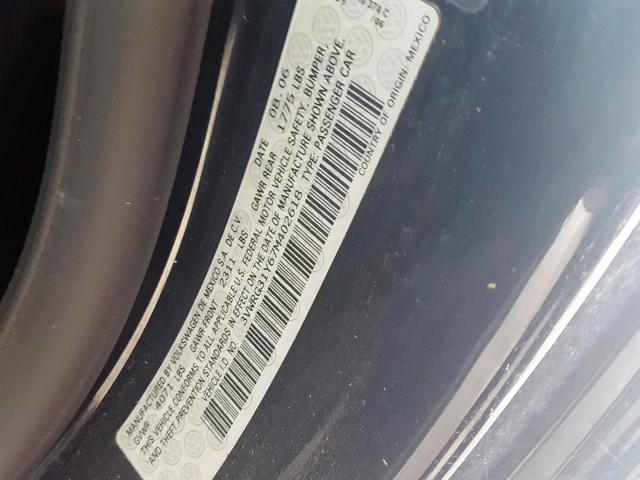 MANUFACTURED BY VOLKSWAGEN DE MEXICO S.A. DE C.V. DATE 08.06
GVWR 4071 LBS GAWR FRONT 2311 LBS GAWR REAR 1775 LBS
THIS VEHICLE CONFORMS TO ALL APPLICABLE U.S. FEDERAL MOTOR VEHICLE SAFETY, BUMPER,
AND THEFT PREVENTION STANDARDS IN EFFECT ON THE DATE OF MANUFACTURE SHOWN ABOVE.
VEHICLE I.D. NO. 3VWRG31Y67M402618 TYPE: PASSENGER CAR
COUNTRY OF ORIGIN: MEXICO